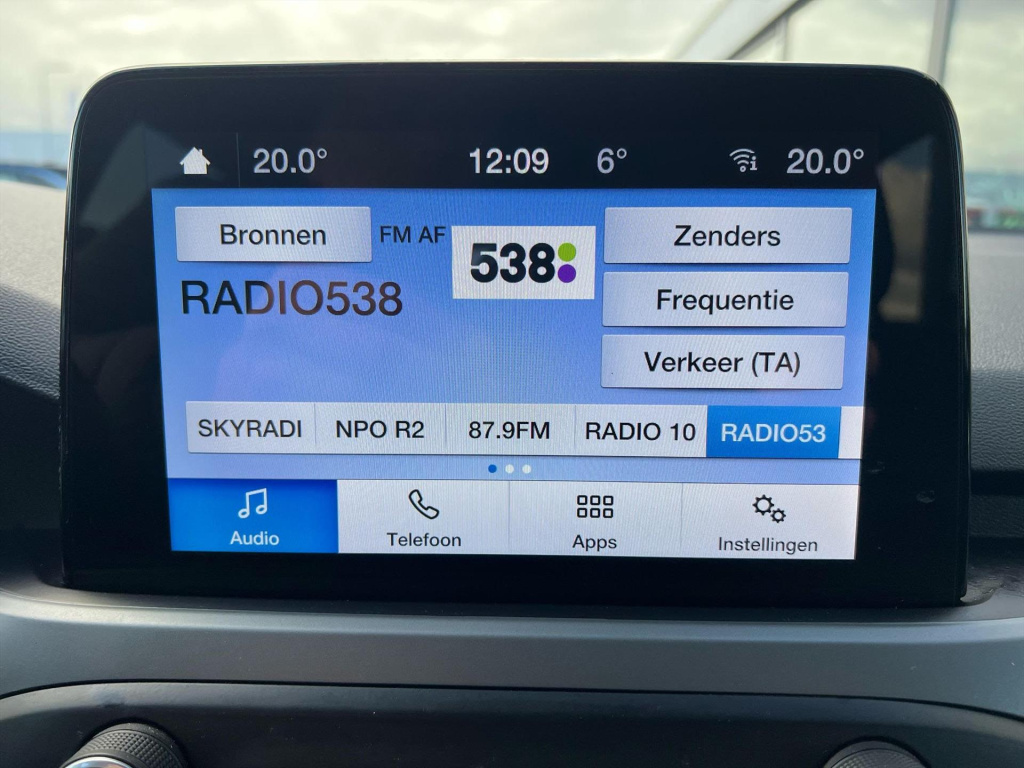 20.0° 12:09 6° 20.0°
Bronnen FM AF 538 Zenders
RADIO538 Frequentie
Verkeer (TA)
SKYRADI NPO R2 87.9FM RADIO 10 RADIO53
Audio Telefoon Apps Instellingen